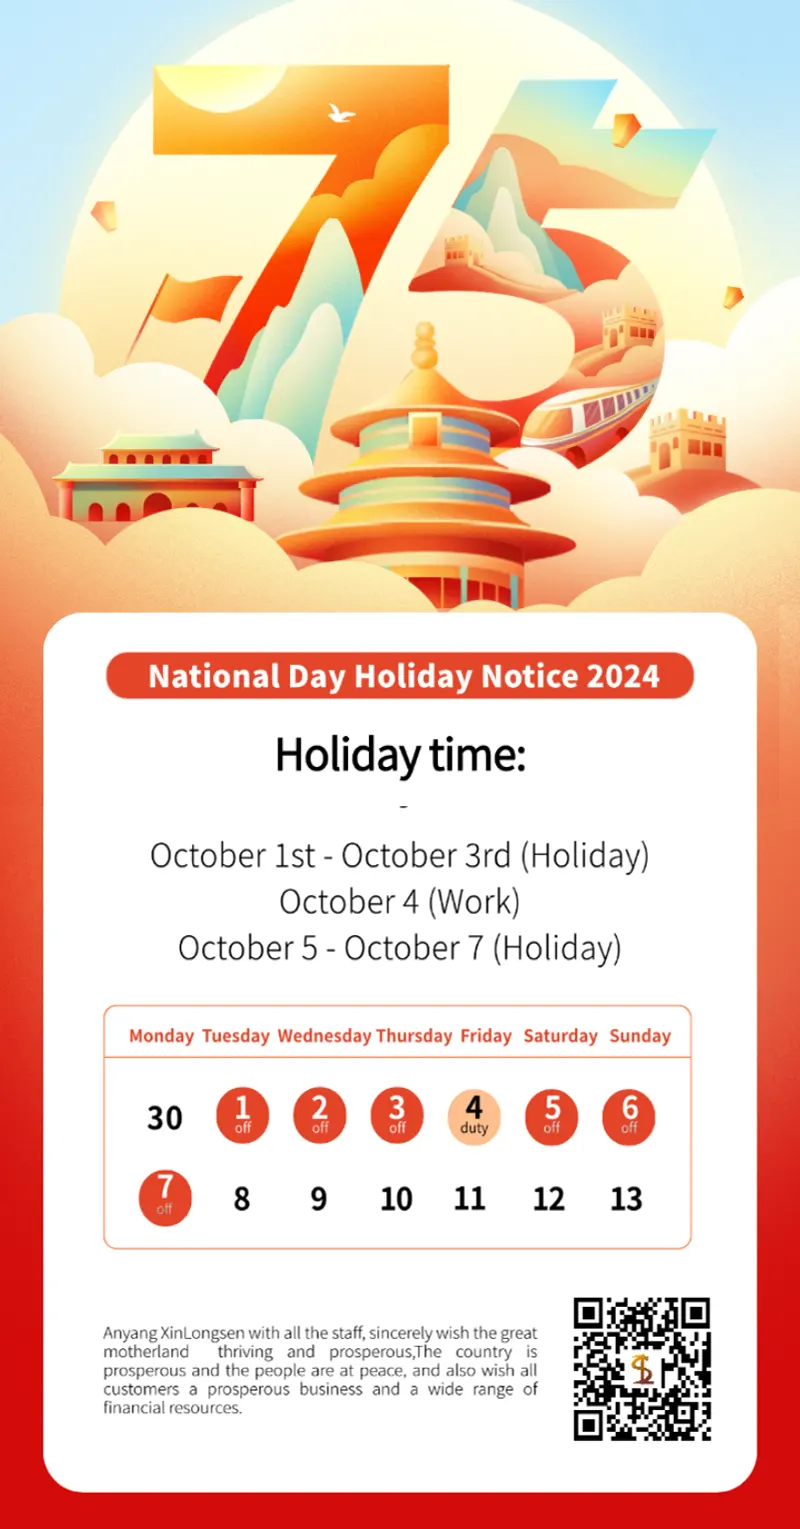 75
National Day Holiday Notice 2024
Holiday time:
-
October 1st - October 3rd (Holiday)
October 4 (Work)
October 5 - October 7 (Holiday)
Monday Tuesday Wednesday Thursday Friday Saturday Sunday
30 1 2 3 4 5 6
off off off duty off off
7 8 9 10 11 12 13
off
Anyang XinLongsen with all the staff, sincerely wish the great
motherland thriving and prosperous,The country is
prosperous and the people are at peace, and also wish all
customers a prosperous business and a wide range of
financial resources.